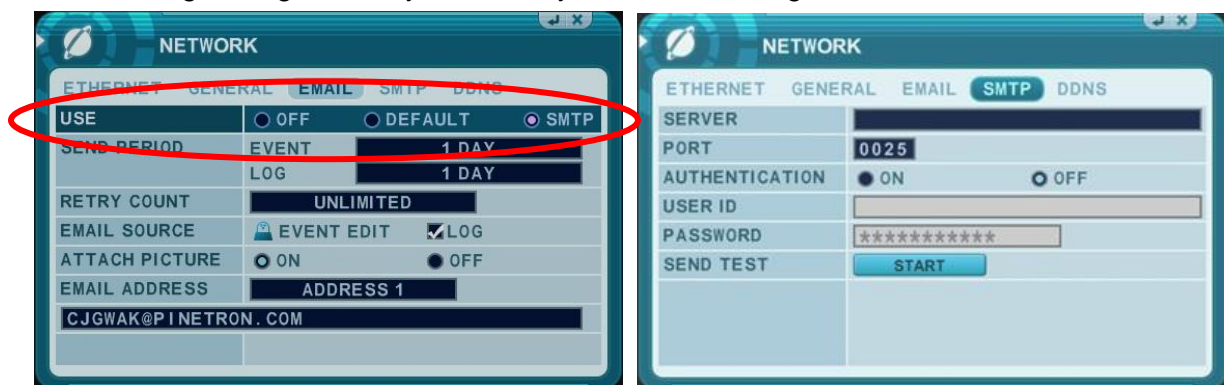 NETWORK
ETHERNET GENERAL EMAIL SMTP DDNS
USE OFF DEFAULT SMTP
SEND PERIOD EVENT 1 DAY
LOG 1 DAY
RETRY COUNT UNLIMITED
EMAIL SOURCE EVENT EDIT LOG
ATTACH PICTURE ON OFF
EMAIL ADDRESS ADDRESS 1
CJGWAK@PINETRON.COM
NETWORK
ETHERNET GENERAL EMAIL SMTP DDNS
SERVER
PORT 0025
AUTHENTICATION ON OFF
USER ID
PASSWORD ***********
SEND TEST START